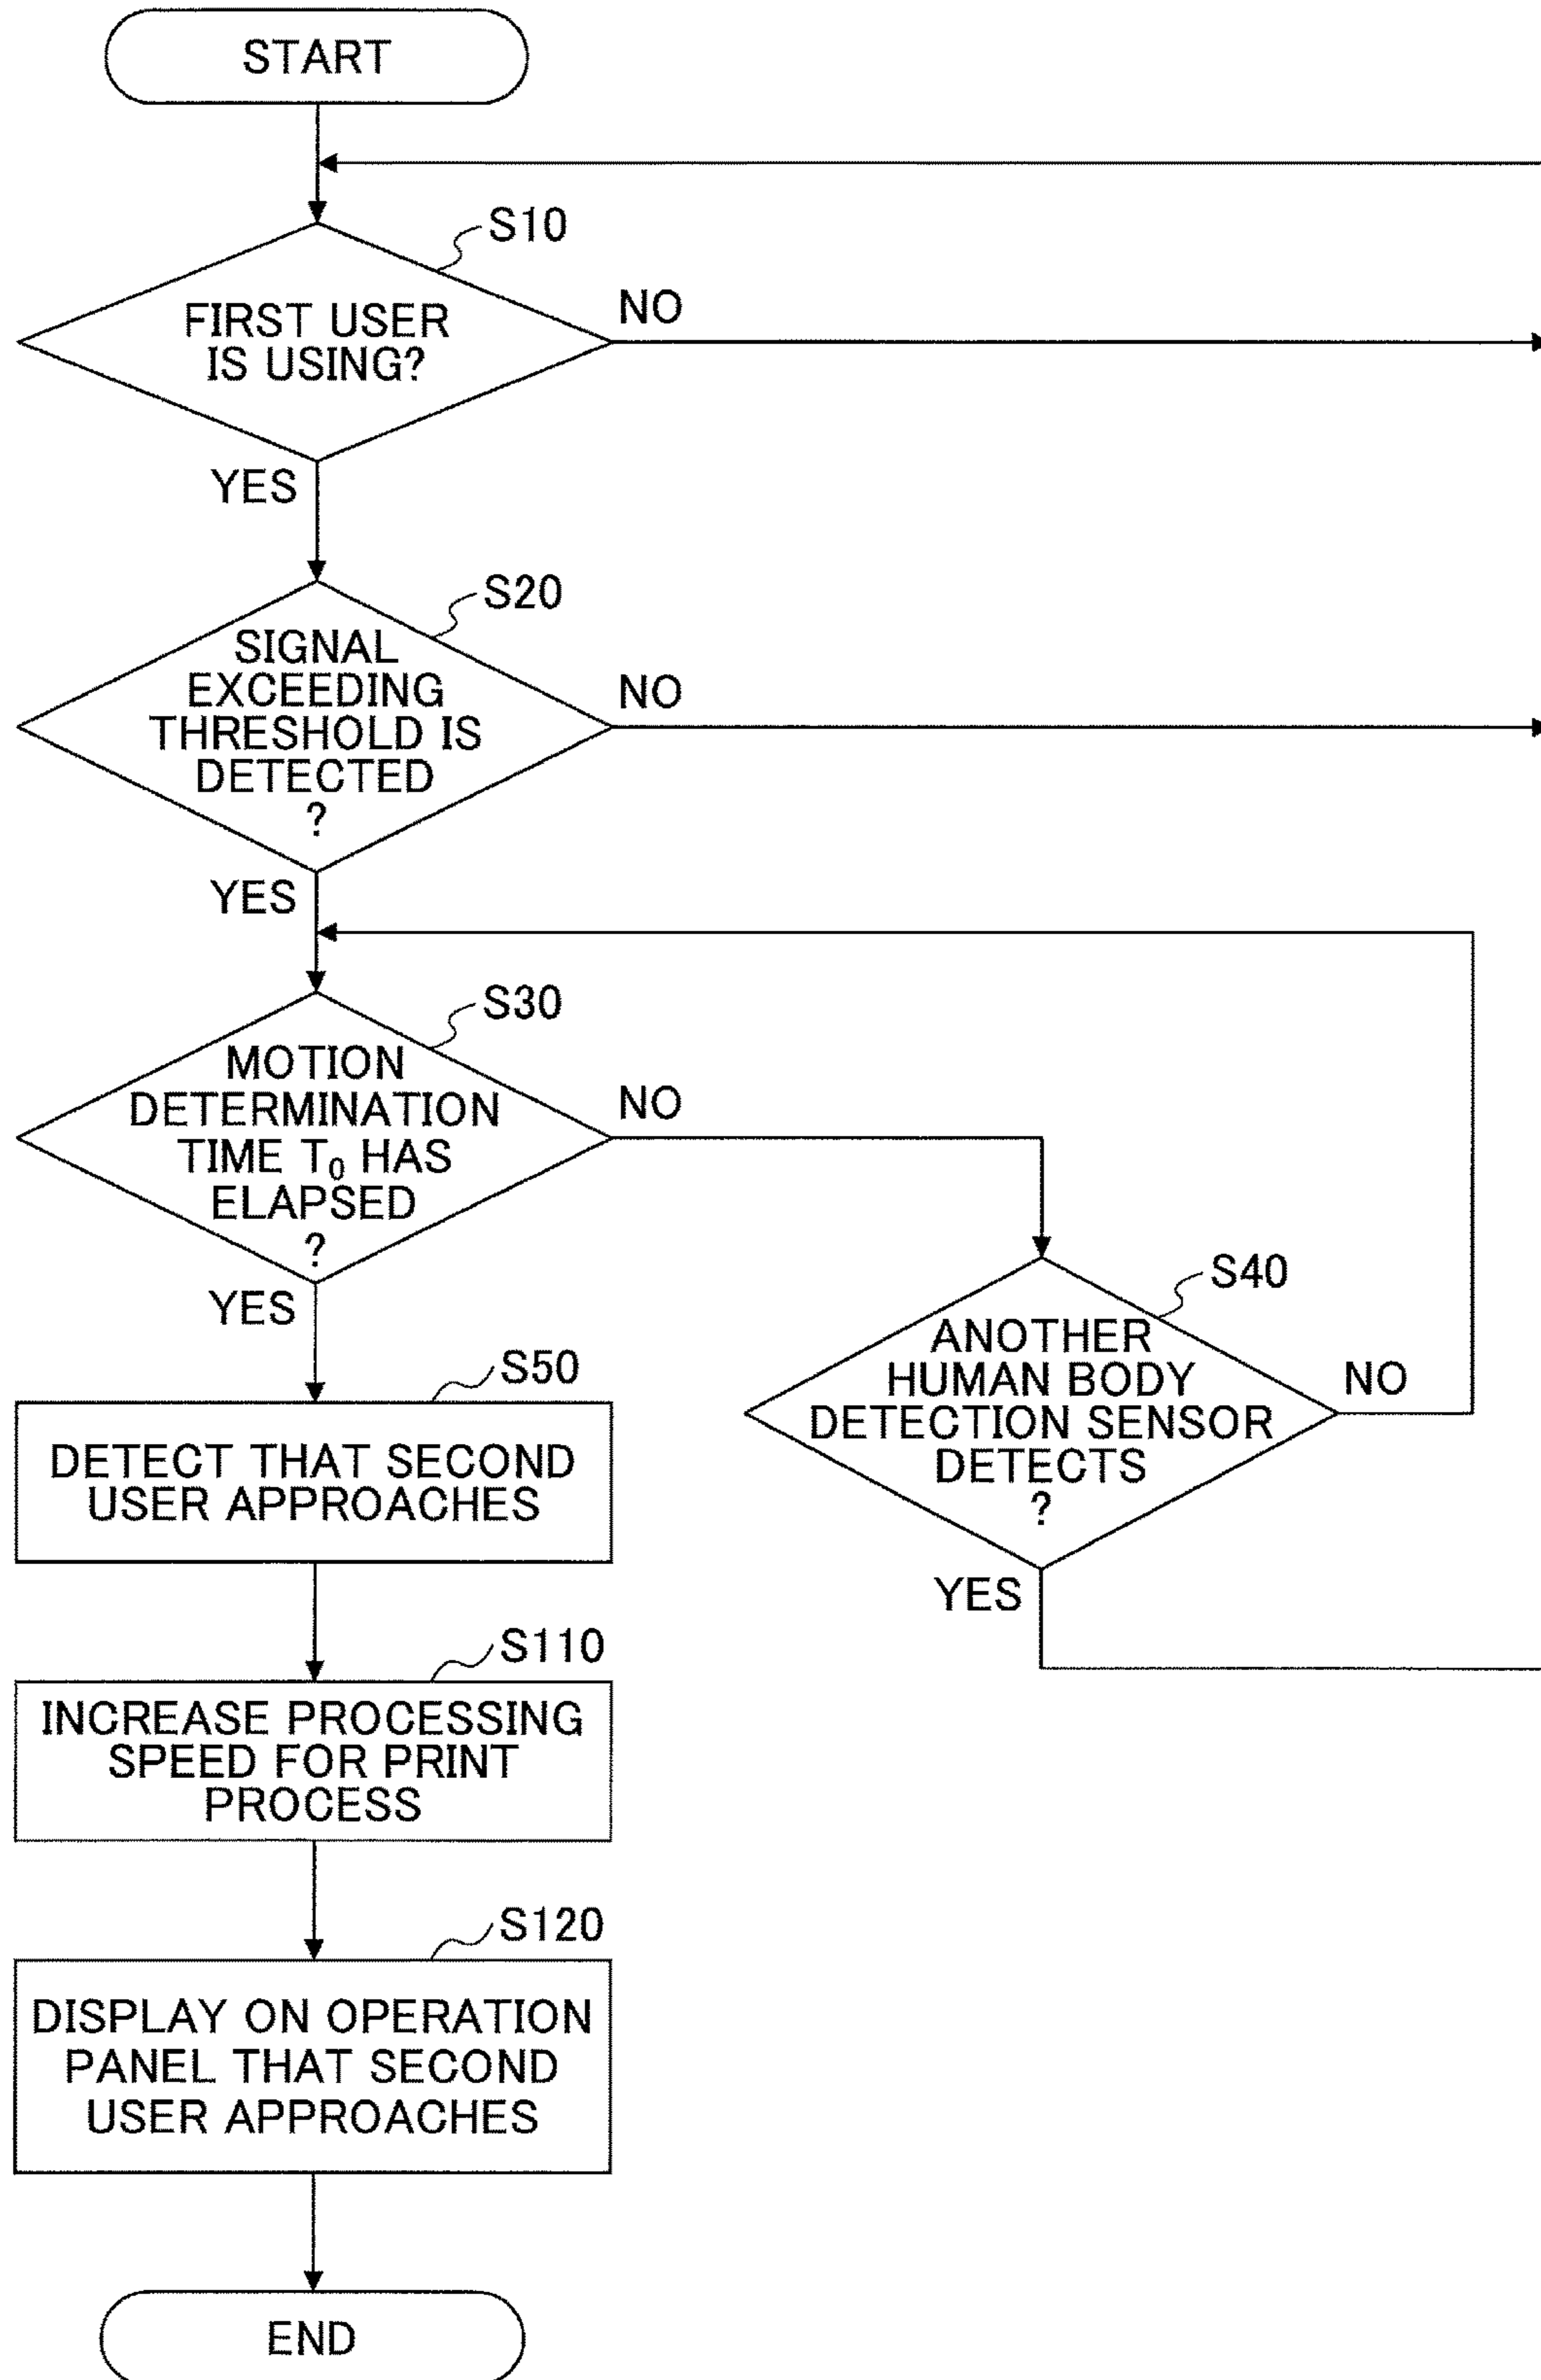 START
S10
FIRST USER
IS USING?
NO
YES
S20
SIGNAL
EXCEEDING
THRESHOLD IS
DETECTED
?
NO
YES
S30
MOTION
DETERMINATION
TIME T₀ HAS
ELAPSED
?
NO
YES
S40
ANOTHER
HUMAN BODY
DETECTION SENSOR
DETECTS
?
NO
YES
S50
DETECT THAT SECOND
USER APPROACHES
S110
INCREASE PROCESSING
SPEED FOR PRINT
PROCESS
S120
DISPLAY ON OPERATION
PANEL THAT SECOND
USER APPROACHES
END